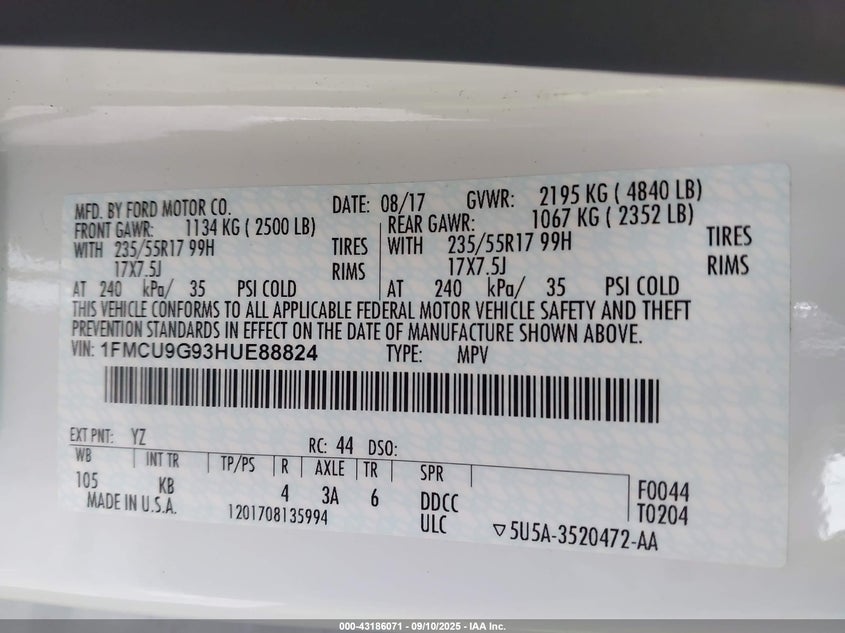 MFD. BY FORD MOTOR CO. DATE: 08/17 GVWR: 2195 KG ( 4840 LB)
FRONT GAWR: 1134 KG ( 2500 LB) REAR GAWR: 1067 KG ( 2352 LB)
WITH 235/55R17 99H TIRES WITH 235/55R17 99H TIRES
17X7.5J RIMS 17X7.5J RIMS
AT 240 kPa/ 35 PSI COLD AT 240 kPa/ 35 PSI COLD
THIS VEHICLE CONFORMS TO ALL APPLICABLE FEDERAL MOTOR VEHICLE SAFETY AND THEFT
PREVENTION STANDARDS IN EFFECT ON THE DATE OF MANUFACTURE SHOWN ABOVE.
VIN: 1FMCU9G93HUE88824 TYPE: MPV
EXT PNT: YZ RC: 44 DSO:
WB INT TR TP/PS R AXLE TR SPR
105 KB 4 3A 6 DDCC F0044
MADE IN U.S.A. 1201708135994 ULC T0204
▽5U5A-3520472-AA
000-43186071 - 09/10/2025 - IAA Inc.